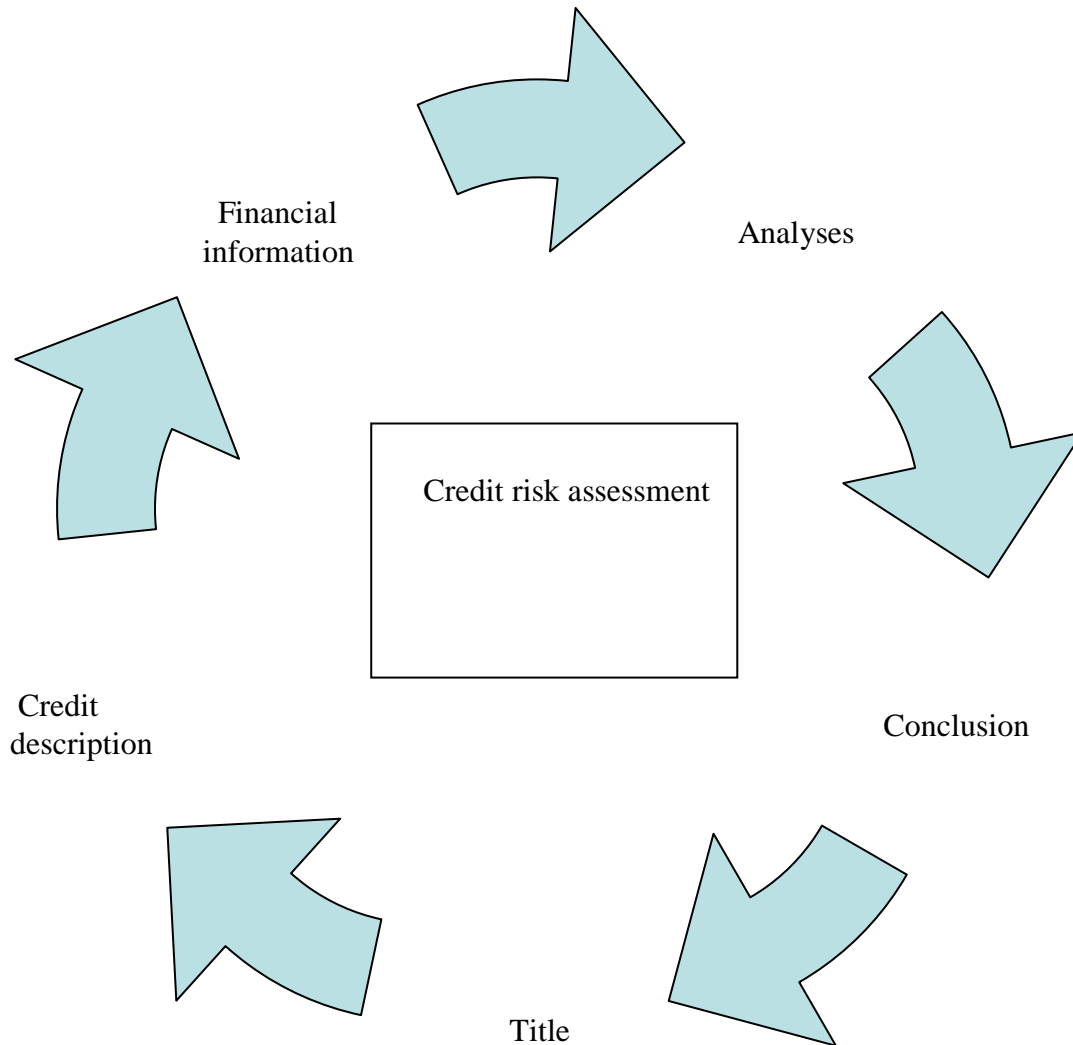 Financial
information
Analyses
Credit risk assessment
Credit
description
Conclusion
Title